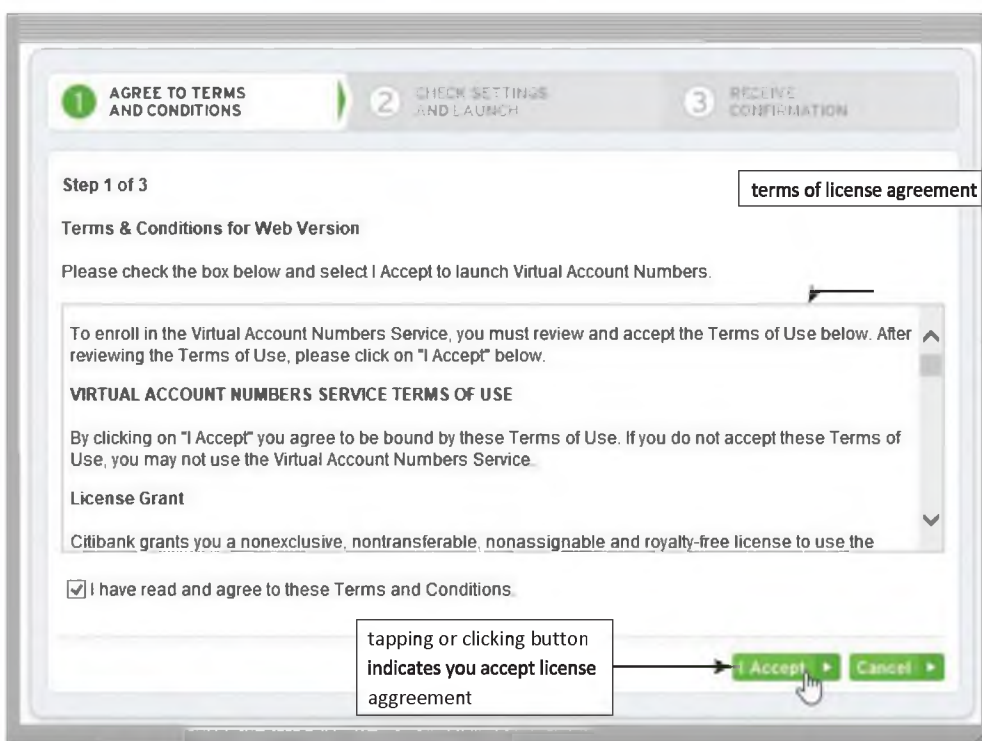 1 AGREE TO TERMS
AND CONDITIONS
2 CHECK SETTINGS
AND LAUNCH
3 RECEIVE
CONFIRMATION
Step 1 of 3
terms of license agreement
Terms & Conditions for Web Version
Please check the box below and select I Accept to launch Virtual Account Numbers.
To enroll in the Virtual Account Numbers Service, you must review and accept the Terms of Use below. After
reviewing the Terms of Use, please click on "I Accept" below.
VIRTUAL ACCOUNT NUMBERS SERVICE TERMS OF USE
By clicking on "I Accept" you agree to be bound by these Terms of Use. If you do not accept these Terms of
Use, you may not use the Virtual Account Numbers Service.
License Grant
Citibank grants you a nonexclusive, nontransferable, nonassignable and royalty-free license to use the
I have read and agree to these Terms and Conditions.
tapping or clicking button
indicates you accept license
aggreement
I Accept
Cancel